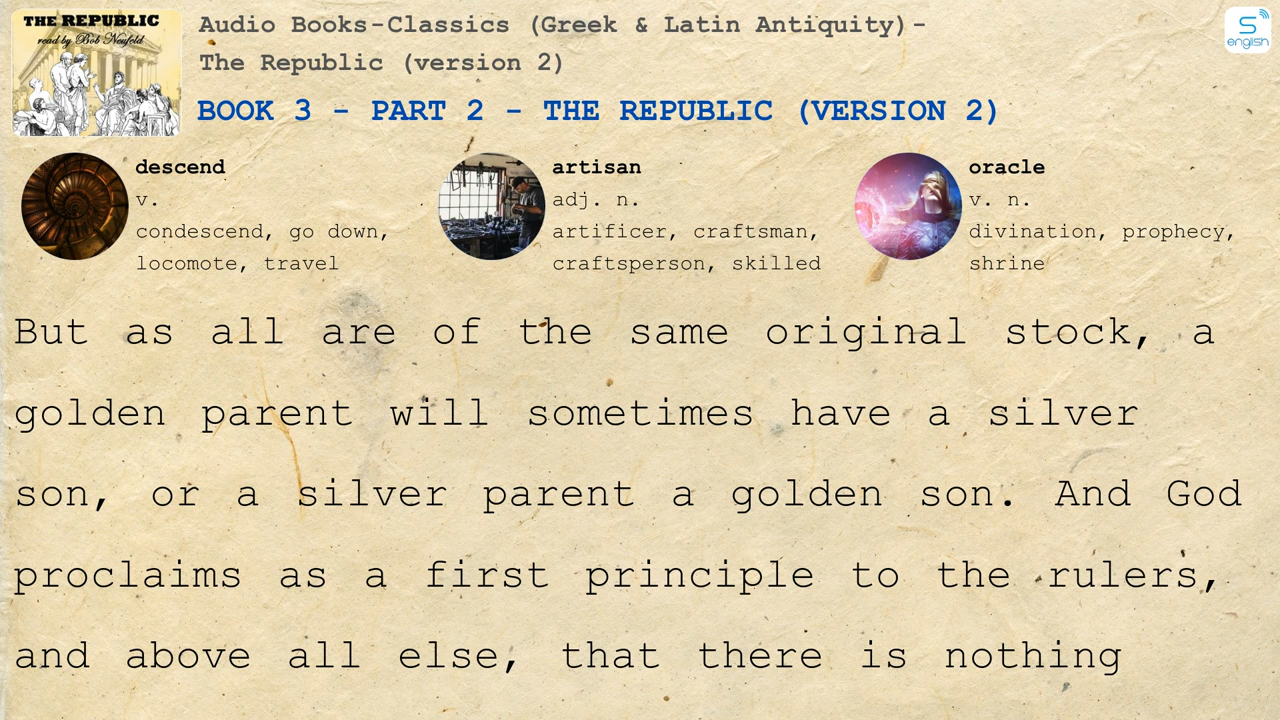 THE REPUBLIC
read by Bob Neufeld
Audio Books-Classics (Greek & Latin Antiquity)-
The Republic (version 2)
BOOK 3 - PART 2 - THE REPUBLIC (VERSION 2)
S
english
descend
v.
condescend, go down,
locomote, travel
artisan
adj. n.
artificer, craftsman,
craftsperson, skilled
oracle
v. n.
divination, prophecy,
shrine
But as all are of the same original stock, a
golden parent will sometimes have a silver
son, or a silver parent a golden son. And God
proclaims as a first principle to the rulers,
and above all else, that there is nothing